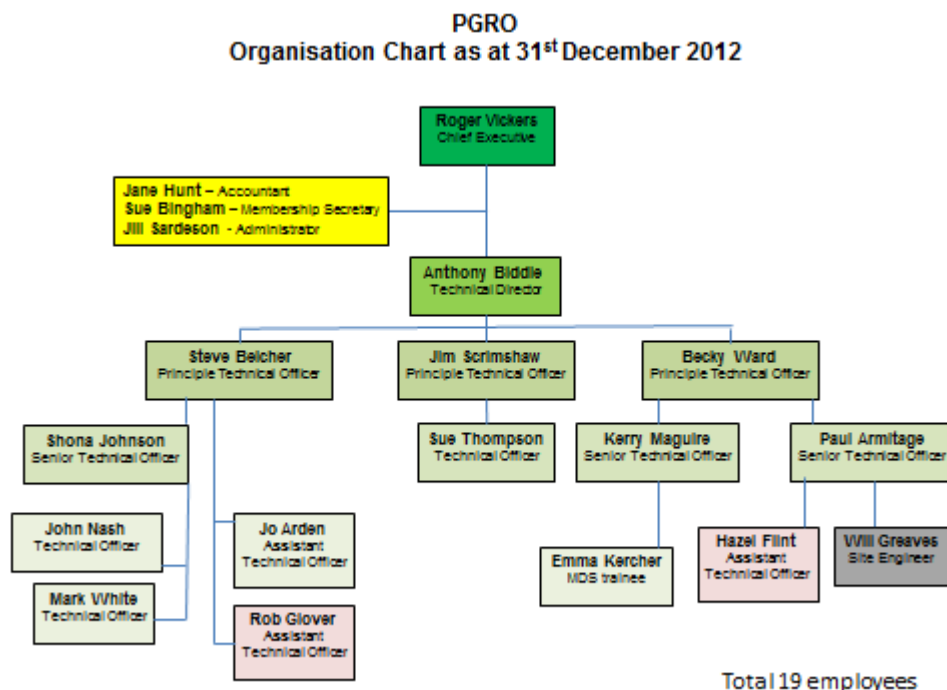 PGRO
Organisation Chart as at 31st December 2012
Roger Vickers
Chief Executive
Jane Hunt – Accountant
Sue Bingham – Membership Secretary
Jill Sardeson - Administrator
Anthony Biddle
Technical Director
Steve Belcher
Principle Technical Officer
Jim Scrimshaw
Principle Technical Officer
Becky Ward
Principle Technical Officer
Shona Johnson
Senior Technical Officer
Sue Thompson
Technical Officer
Kerry Maguire
Senior Technical Officer
Paul Armitage
Senior Technical Officer
John Nash
Technical Officer
Jo Arden
Assistant
Technical Officer
Emma Kercher
MDS trainee
Hazel Flint
Assistant
Technical Officer
Will Greaves
Site Engineer
Mark White
Technical Officer
Rob Glover
Assistant
Technical Officer
Total 19 employees